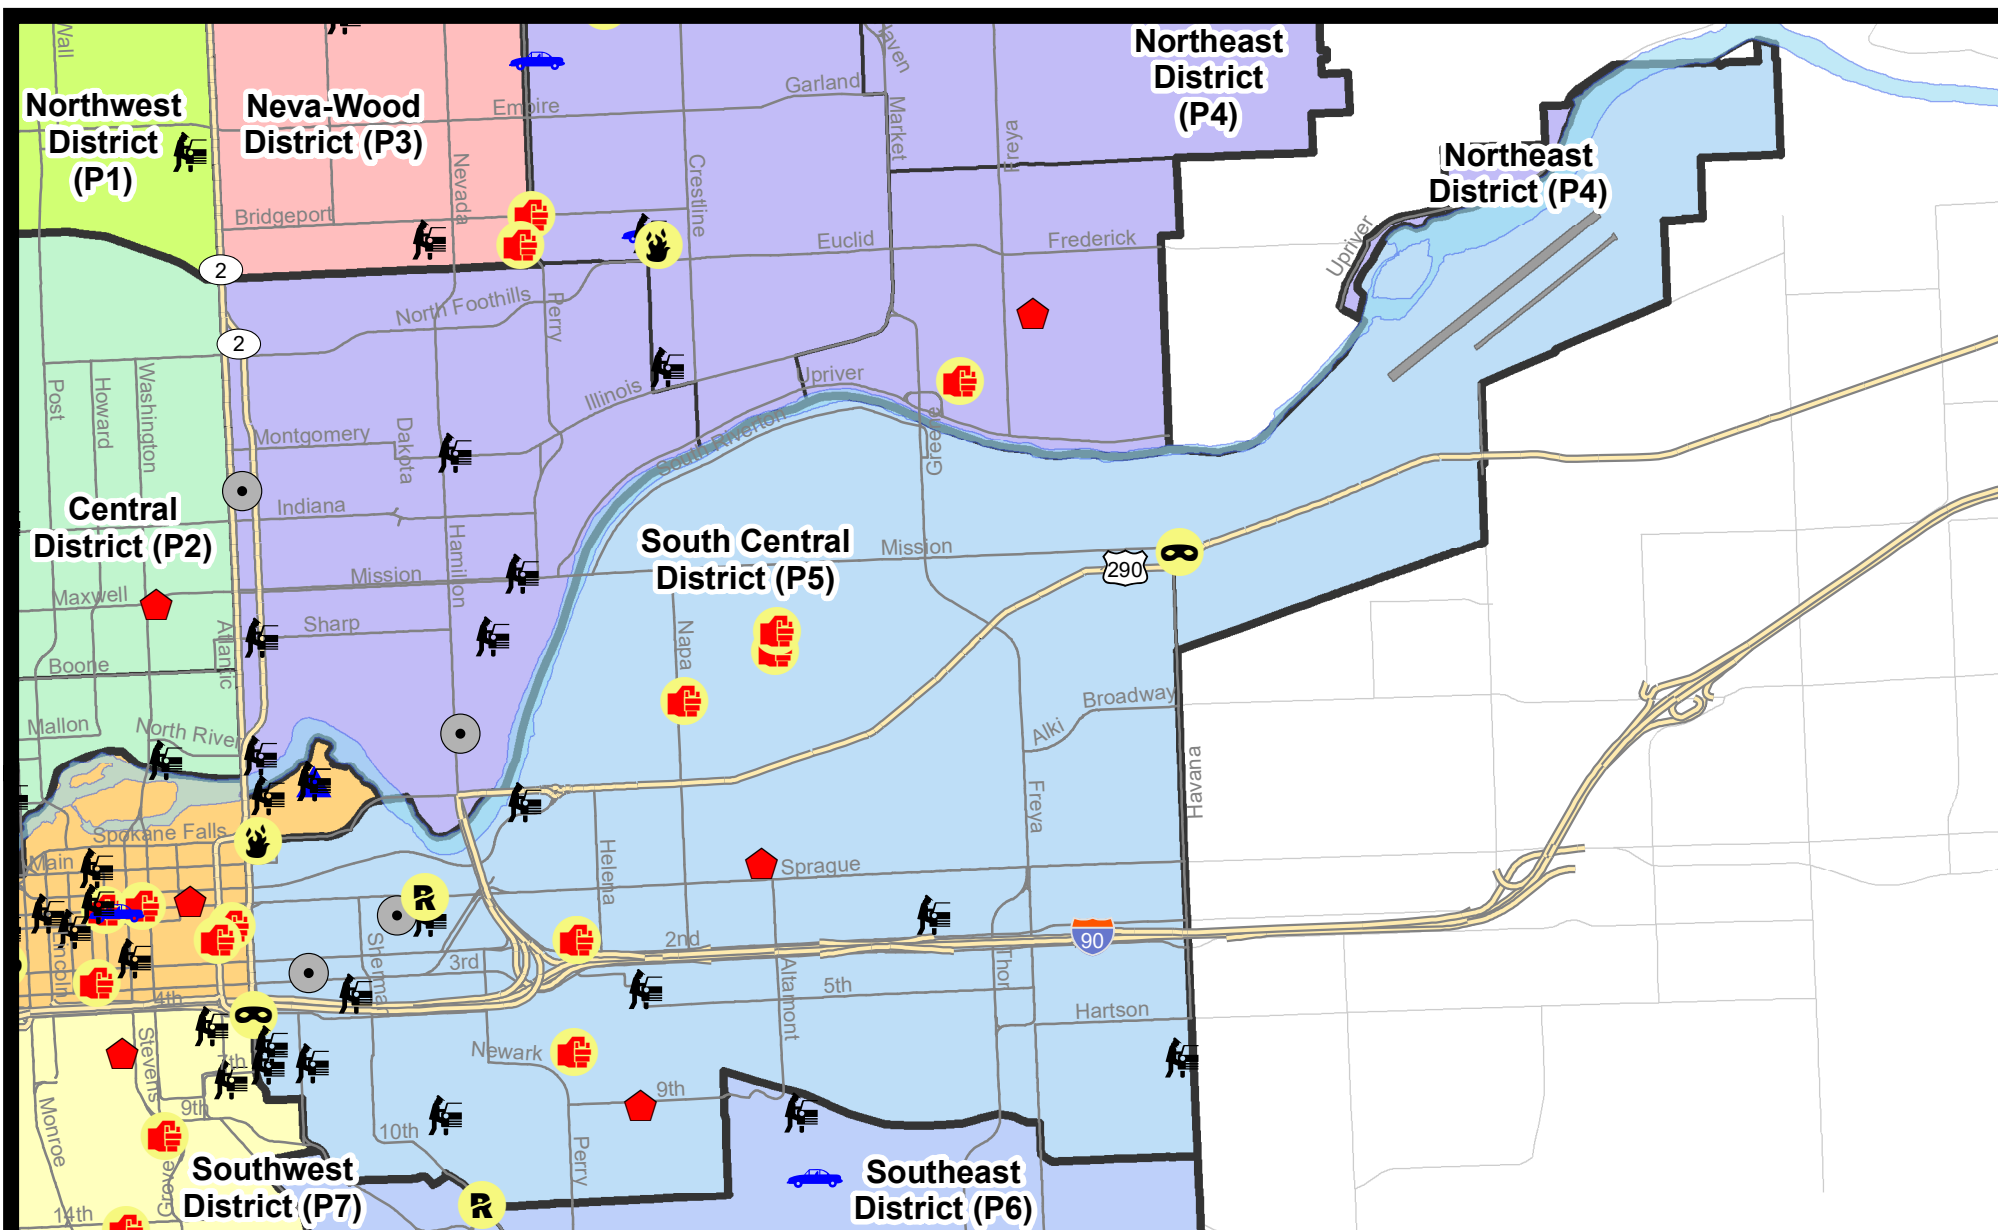 Wall
Northwest
District
(P1)
Neva-Wood
District (P3)
Nevada
Bridgeport
Empire
Garland
Crestline
Market
Freya
Northeast
District
(P4)
Northeast
District (P4)
Upriver
Euclid
Frederick
2
2
North Foothills
Perry
Post
Howard
Washington
Montgomery
Dakota
Illinois
Upriver
South Riverton
Greene
Central
District (P2)
Indiana
Hamilton
South Central
District (P5)
Mission
Mission
290
Maxwell
Sharp
Atlantic
Boone
Napa
Broadway
Alki
Mallon
North River
Havana
Freya
Spokane Falls
Main
Helena
Sprague
R
2nd
90
3rd
Lincoln
Sherman
4th
Altamont
5th
Thor
Hartson
Stevens
7th
Newark
Monroe
9th
9th
10th
Perry
Southwest
District (P7)
Grove
14th
R
Southeast
District (P6)